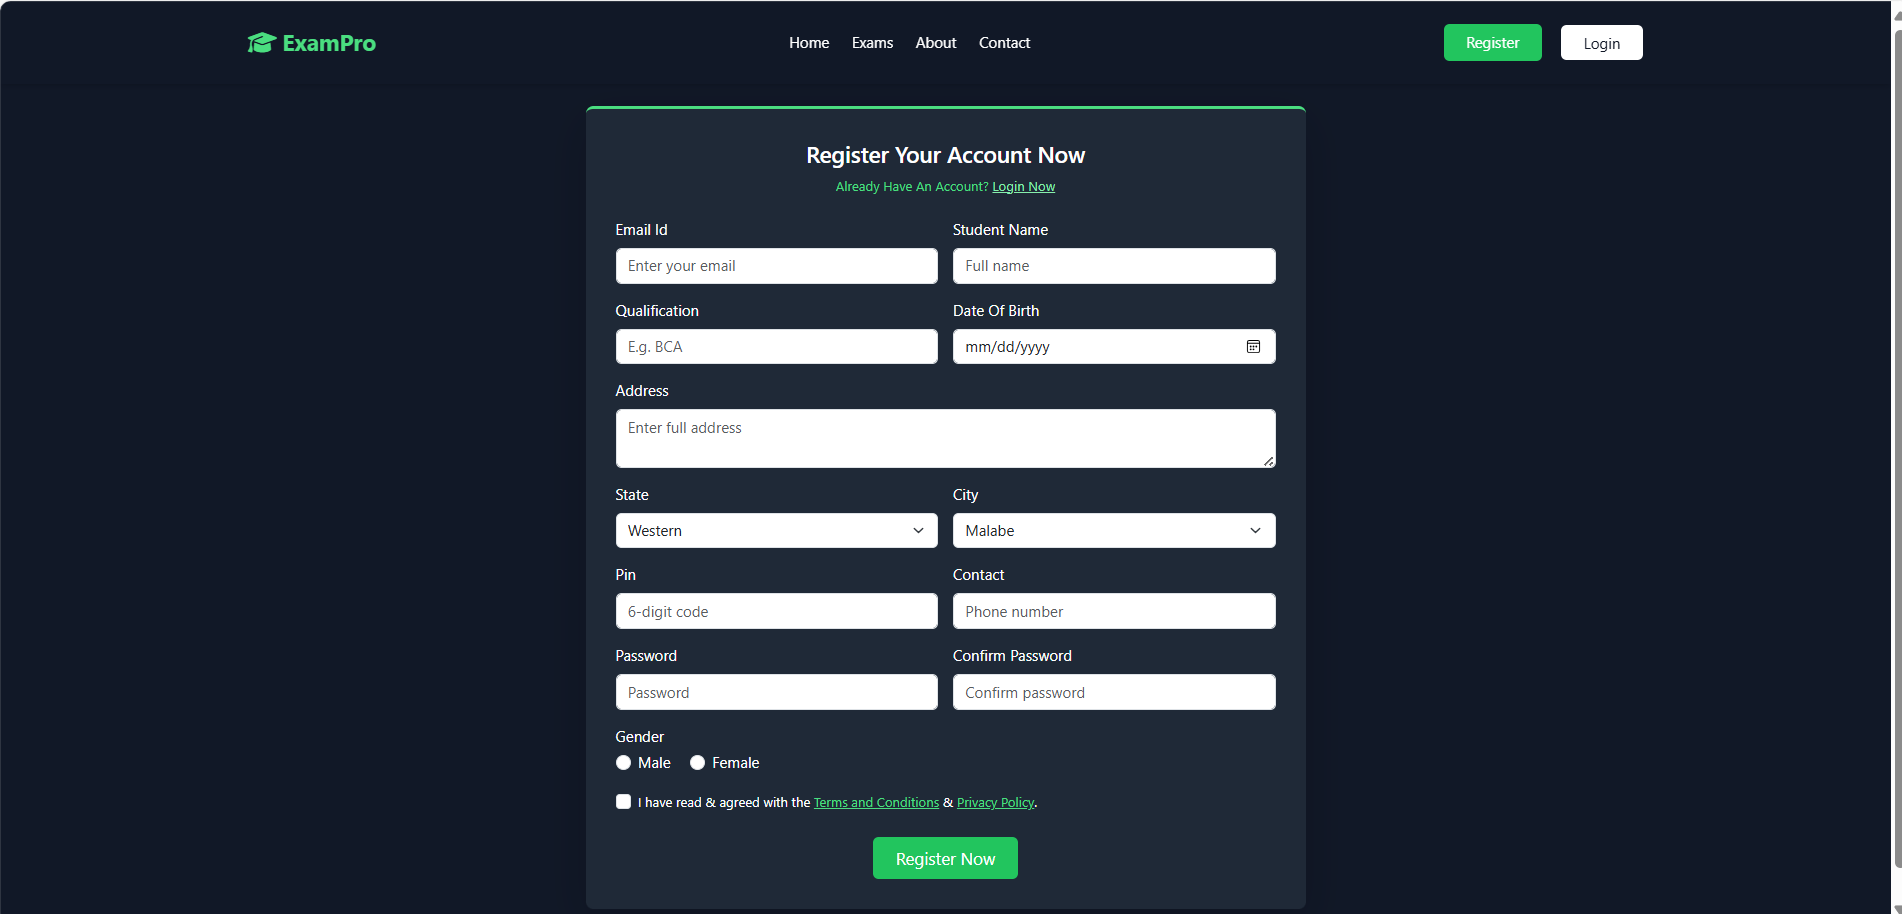 ExamPro
Home Exams About Contact
Register Login
Register Your Account Now
Already Have An Account? Login Now
Email Id
Enter your email
Student Name
Full name
Qualification
E.g. BCA
Date Of Birth
mm/dd/yyyy
Address
Enter full address
State
Western
City
Malabe
Pin
6-digit code
Contact
Phone number
Password
Password
Confirm Password
Confirm password
Gender
Male Female
I have read & agreed with the Terms and Conditions & Privacy Policy.
Register Now